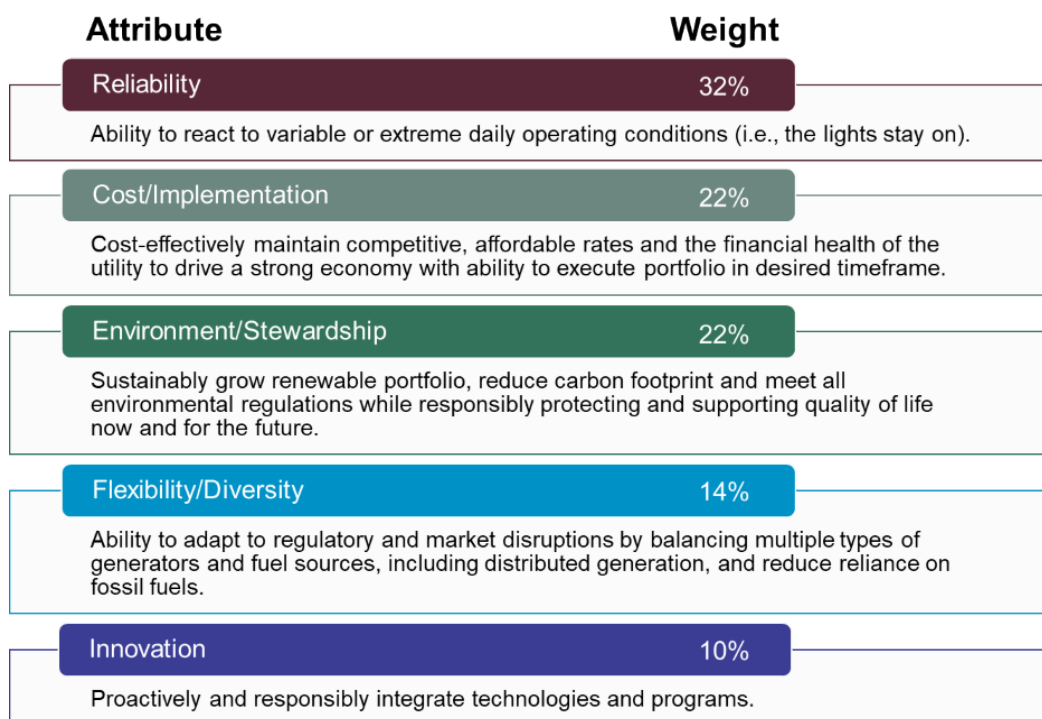 Attribute Weight
Reliability 32%
Ability to react to variable or extreme daily operating conditions (i.e., the lights stay on).
Cost/Implementation 22%
Cost-effectively maintain competitive, affordable rates and the financial health of the
utility to drive a strong economy with ability to execute portfolio in desired timeframe.
Environment/Stewardship 22%
Sustainably grow renewable portfolio, reduce carbon footprint and meet all
environmental regulations while responsibly protecting and supporting quality of life
now and for the future.
Flexibility/Diversity 14%
Ability to adapt to regulatory and market disruptions by balancing multiple types of
generators and fuel sources, including distributed generation, and reduce reliance on
fossil fuels.
Innovation 10%
Proactively and responsibly integrate technologies and programs.